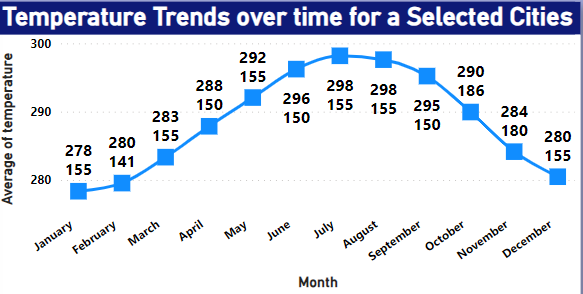 Temperature Trends over time for a Selected Cities
Average of temperature
300
290
280
278
155
280
141
283
155
288
150
292
155
296
150
298
155
298
155
295
150
290
186
284
180
280
155
January
February
March
April
May
June
July
August
September
October
November
December
Month